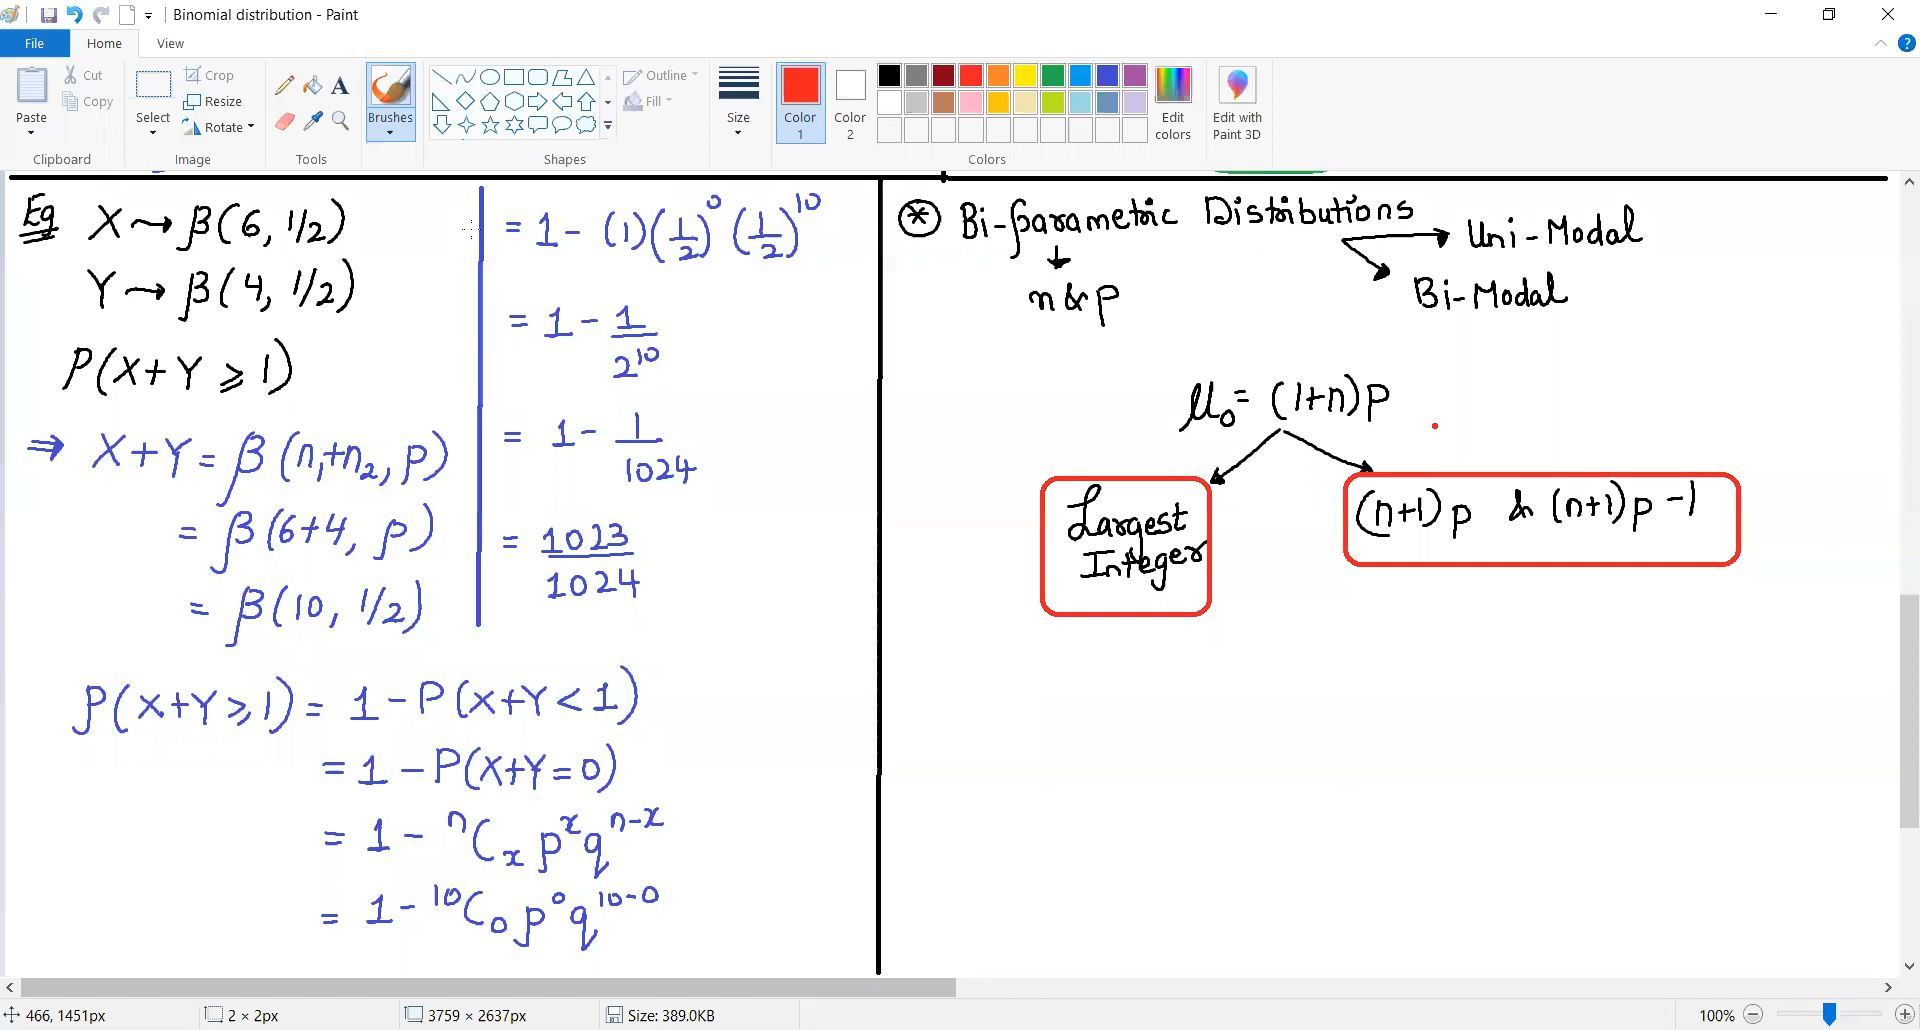 Binomial distribution - Paint
File Home View
Paste
Cut
Copy
Clipboard
Select
Crop
Resize
Rotate
Image
Tools
Brushes
Outline
Fill
Shapes
Size
Color 1
Color 2
Edit colors
Colors
Edit with Paint 3D
Eg X → β(6, 1/2)
Y → β(4, 1/2)
P(X+Y ⩾ 1)
⇒ X+Y = β(n₁+n₂, p)
= β(6+4, p)
= β(10, 1/2)
P(X+Y ⩾ 1) = 1 - P(X+Y < 1)
= 1 - P(X+Y = 0)
= 1 - ⁿCₓ pˣ qⁿ⁻ˣ
= 1 - ¹⁰C₀ p⁰ q¹⁰⁻⁰
= 1 - (1)(1/2)⁰ (1/2)¹⁰
= 1 - 1/2¹⁰
= 1 - 1/1024
= 1023/1024
* Bi-parametric Distributions
n & p
Uni-Modal
Bi-Modal
μ₀ = (1+n)p
Largest
Integer
(n+1)p & (n+1)p -1
466, 1451px 2 × 2px 3759 × 2637px Size: 389.0KB 100%